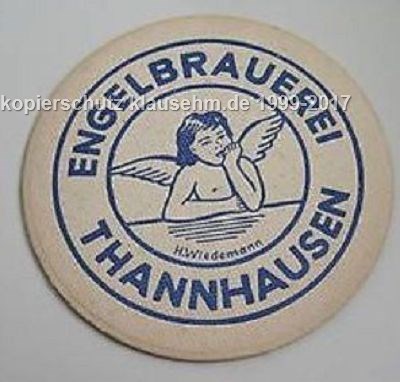 kopierschutz klausehm.de 1999-2017
ENGELBRAUEREI
H.Wiedemann
THANNHAUSEN